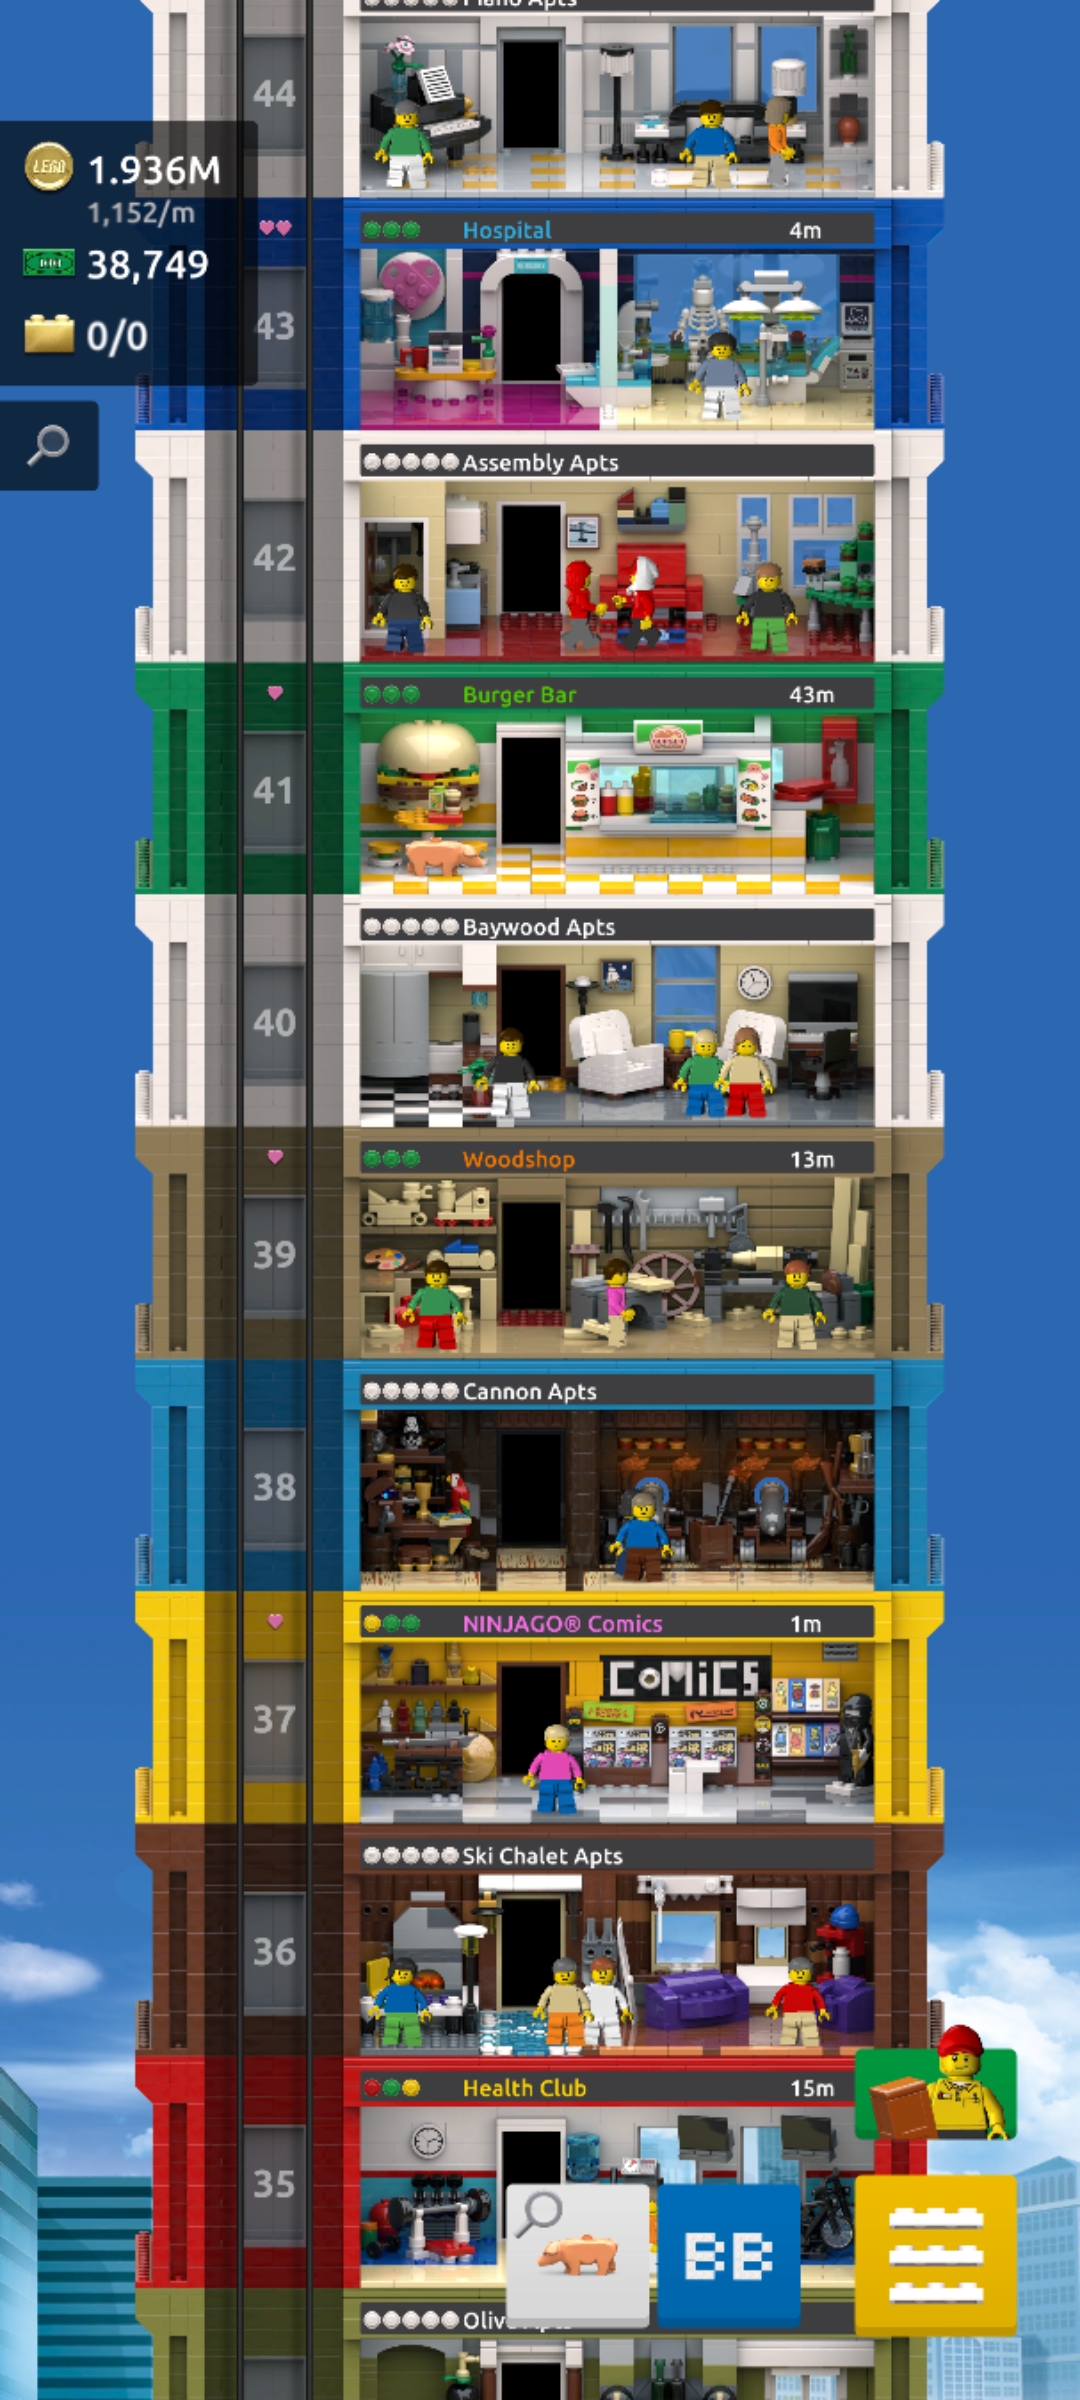 Piano Apts
44
LEGO
1.936M
1,152/m
38,749
0/0
Hospital 4m
43
Assembly Apts
42
Burger Bar 43m
41
Baywood Apts
40
Woodshop 13m
39
Cannon Apts
38
NINJAGO® Comics 1m
COMiCS
37
Ski Chalet Apts
36
Health Club 15m
35
BB